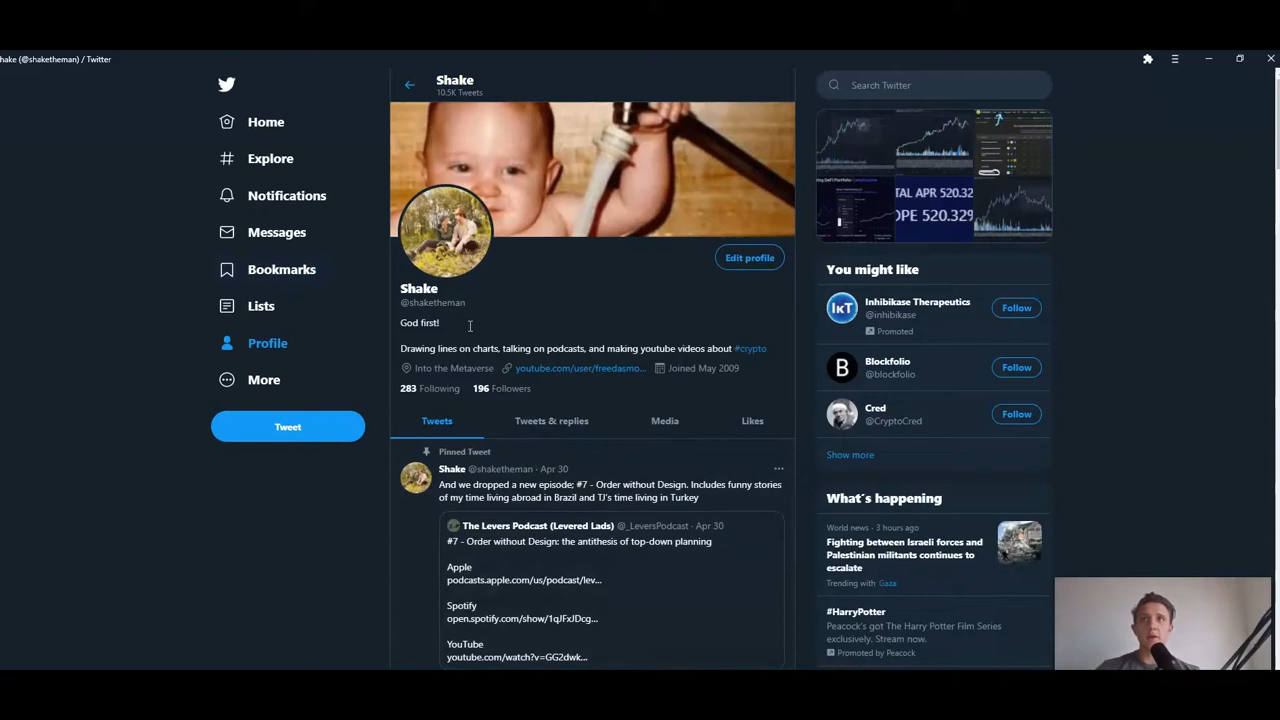 shake (@shaketheman) / Twitter
Shake
10.5K Tweets
Search Twitter
Home
Explore
Notifications
Messages
Bookmarks
Lists
Profile
More
Tweet
Edit profile
Shake
@shaketheman
God first!
Drawing lines on charts, talking on podcasts, and making youtube videos about #crypto
Into the Metaverse youtube.com/user/freedasmo... Joined May 2009
283 Following 196 Followers
Tweets Tweets & replies Media Likes
Pinned Tweet
Shake @shaketheman · Apr 30
And we dropped a new episode; #7 - Order without Design. Includes funny stories
of my time living abroad in Brazil and TJ's time living in Turkey
The Levers Podcast (Levered Lads) @_LeversPodcast · Apr 30
#7 - Order without Design: the antithesis of top-down planning
Apple
podcasts.apple.com/us/podcast/lev...
Spotify
open.spotify.com/show/1qJFxJDcg...
YouTube
youtube.com/watch?v=GG2dwk...
TAL APR 520.32
OPE 520.329
You might like
Inhibikase Therapeutics
@inhibikase
Promoted
Follow
Blockfolio
@blockfolio
Follow
Cred
@CryptoCred
Follow
Show more
What's happening
World news · 3 hours ago
Fighting between Israeli forces and
Palestinian militants continues to
escalate
Trending with Gaza
#HarryPotter
Peacock's got The Harry Potter Film Series
exclusively. Stream now.
Promoted by Peacock